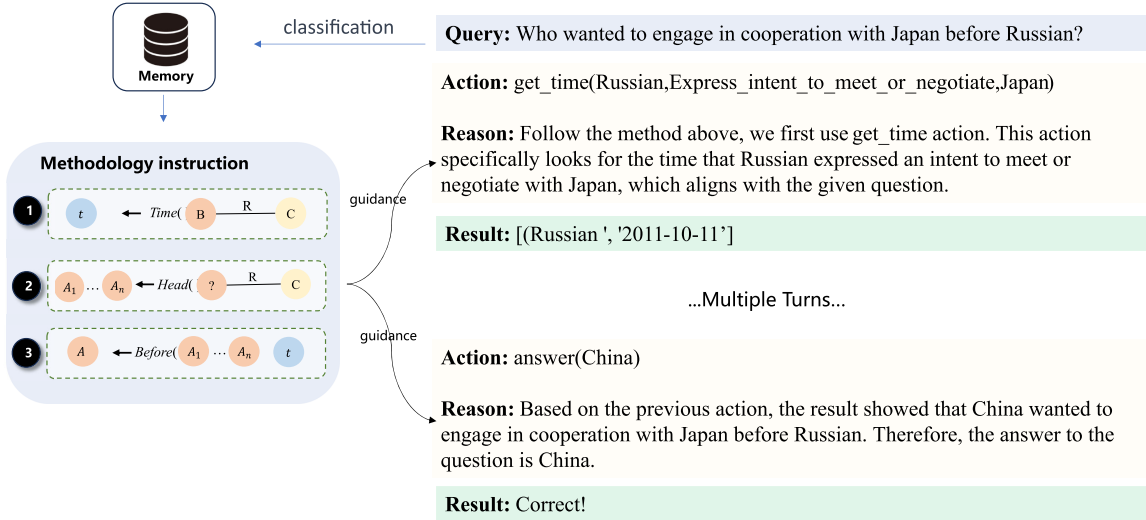 Memory
classification
Methodology instruction
1
t
Time(
B
R
C
2
A1 … An
Head(
?
R
C
3
A
Before(
A1 … An
t
guidance
guidance
Query: Who wanted to engage in cooperation with Japan before Russian?
Action: get_time(Russian,Express_intent_to_meet_or_negotiate,Japan)
Reason: Follow the method above, we first use get_time action. This action
specifically looks for the time that Russian expressed an intent to meet or
negotiate with Japan, which aligns with the given question.
Result: [(Russian ', '2011-10-11’]
...Multiple Turns...
Action: answer(China)
Reason: Based on the previous action, the result showed that China wanted to
engage in cooperation with Japan before Russian. Therefore, the answer to the
question is China.
Result: Correct!